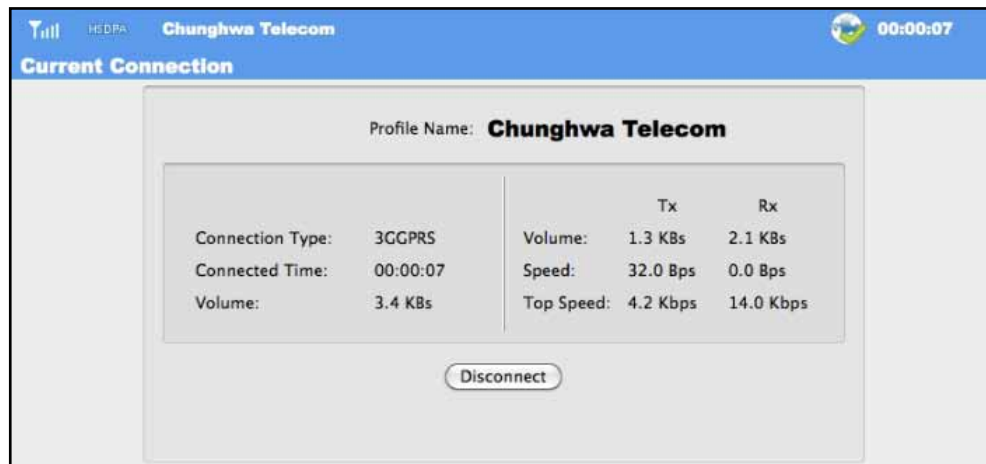 HSDPA Chunghwa Telecom 00:00:07
Current Connection
Profile Name: Chunghwa Telecom
Tx Rx
Connection Type: 3GGPRS Volume: 1.3 KBs 2.1 KBs
Connected Time: 00:00:07 Speed: 32.0 Bps 0.0 Bps
Volume: 3.4 KBs Top Speed: 4.2 Kbps 14.0 Kbps
Disconnect